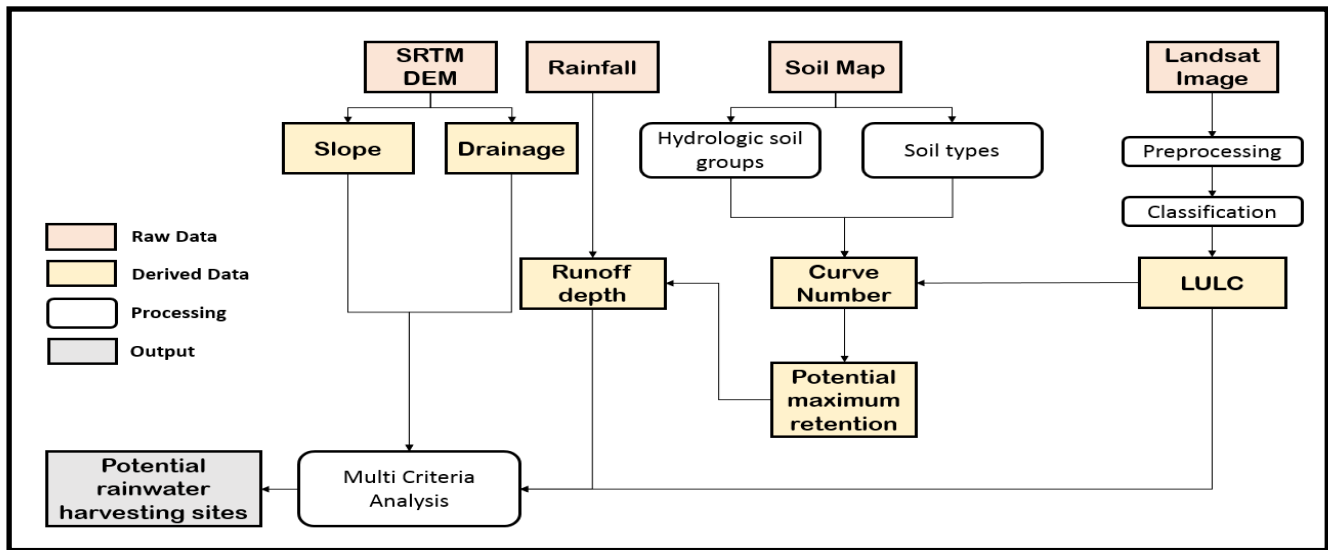 SRTM
DEM
Rainfall
Soil Map
Landsat
Image
Slope
Drainage
Hydrologic soil
groups
Soil types
Preprocessing
Classification
Raw Data
Derived Data
Processing
Output
Runoff
depth
Curve
Number
LULC
Potential
maximum
retention
Potential
rainwater
harvesting sites
Multi Criteria
Analysis